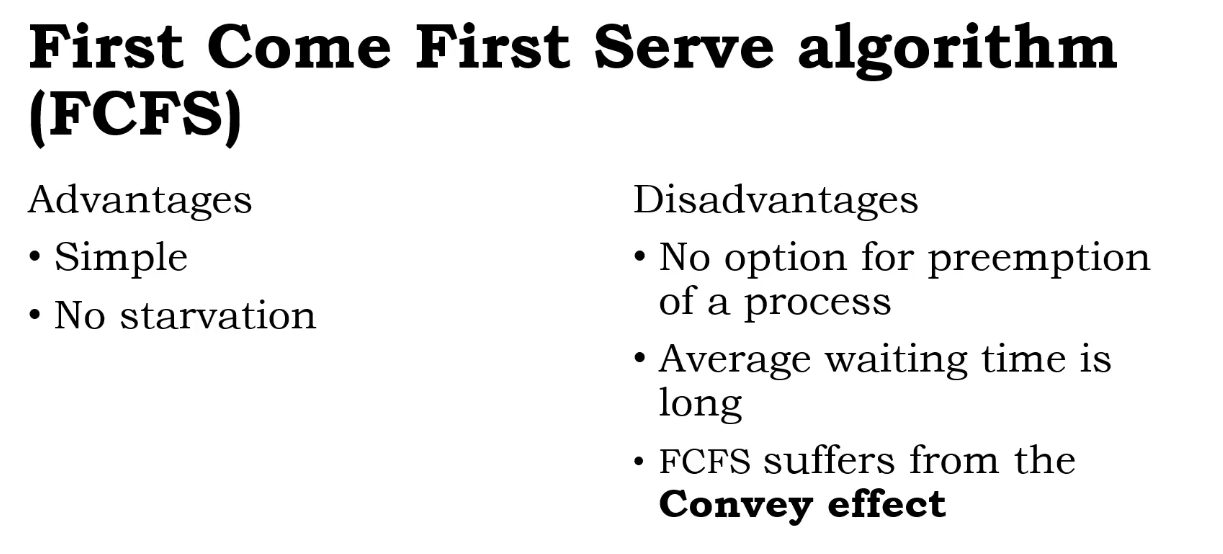 First Come First Serve algorithm
(FCFS)
Advantages
• Simple
• No starvation
Disadvantages
• No option for preemption
of a process
• Average waiting time is
long
• FCFS suffers from the
Convey effect